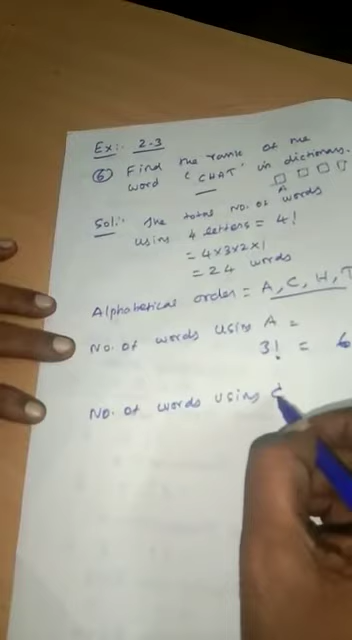 Ex:- 2.3
⑥ Find the rank of the
word 'CHAT' in dictionary.
A
Sol:- The total No. of words
using 4 letters = 4!
= 4×3×2×1
= 24 words
Alphabetical order = A, C, H, T
No. of words using A =
3! = 6
No. of words using C